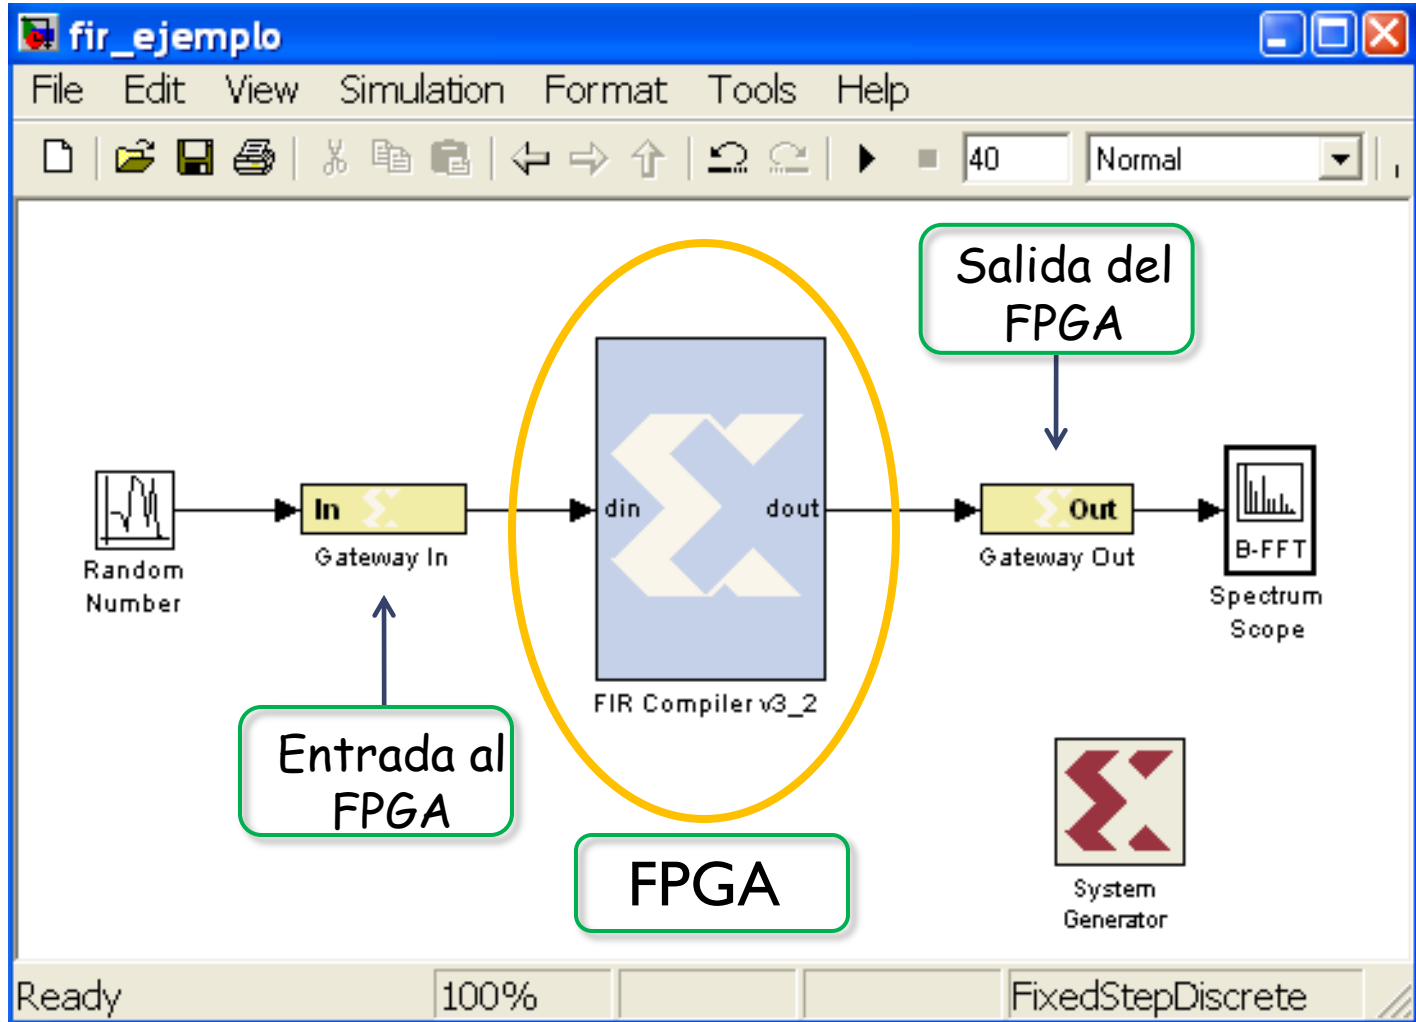 fir_ejemplo
File Edit View Simulation Format Tools Help
40 Normal
Salida del
FPGA
In
din
dout
Out
B-FFT
Gateway In
Gateway Out
Random
Number
Spectrum
Scope
FIR Compiler v3_2
Entrada al
FPGA
FPGA
System
Generator
Ready 100% FixedStepDiscrete